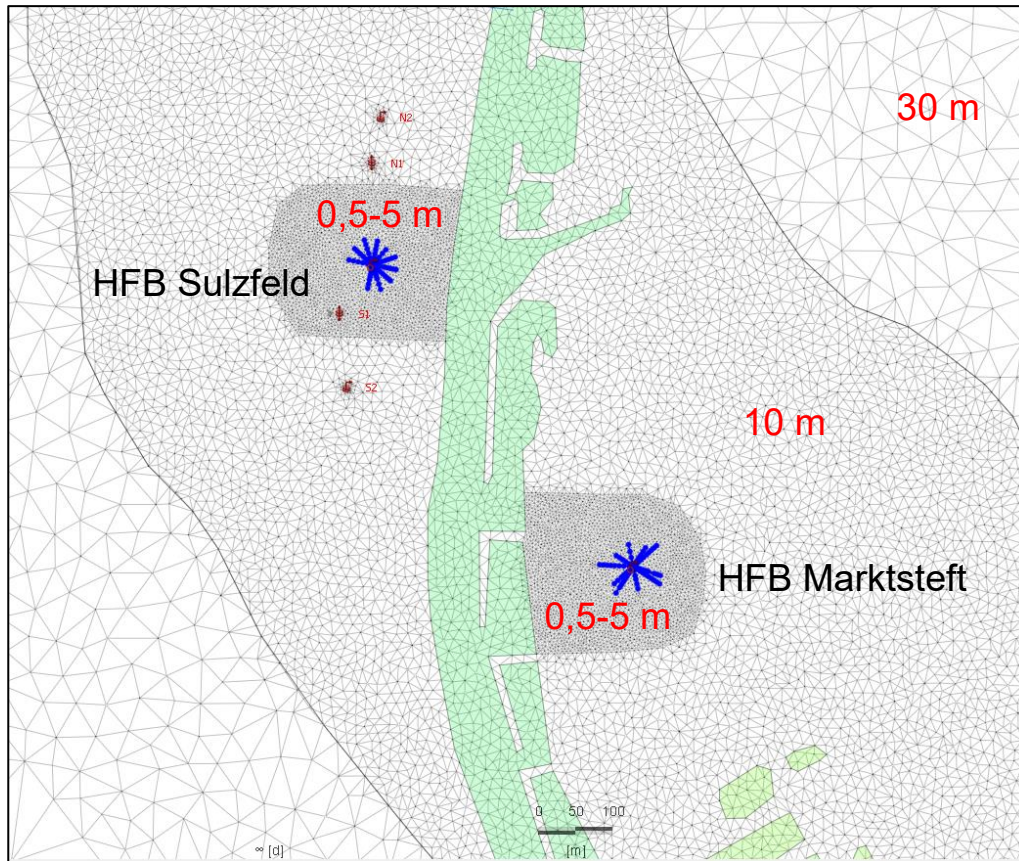 30 m
N2
N1
0,5-5 m
HFB Sulzfeld
S1
S2
10 m
HFB Marktsteft
0,5-5 m
0 50 100
[m]
∞ [d]